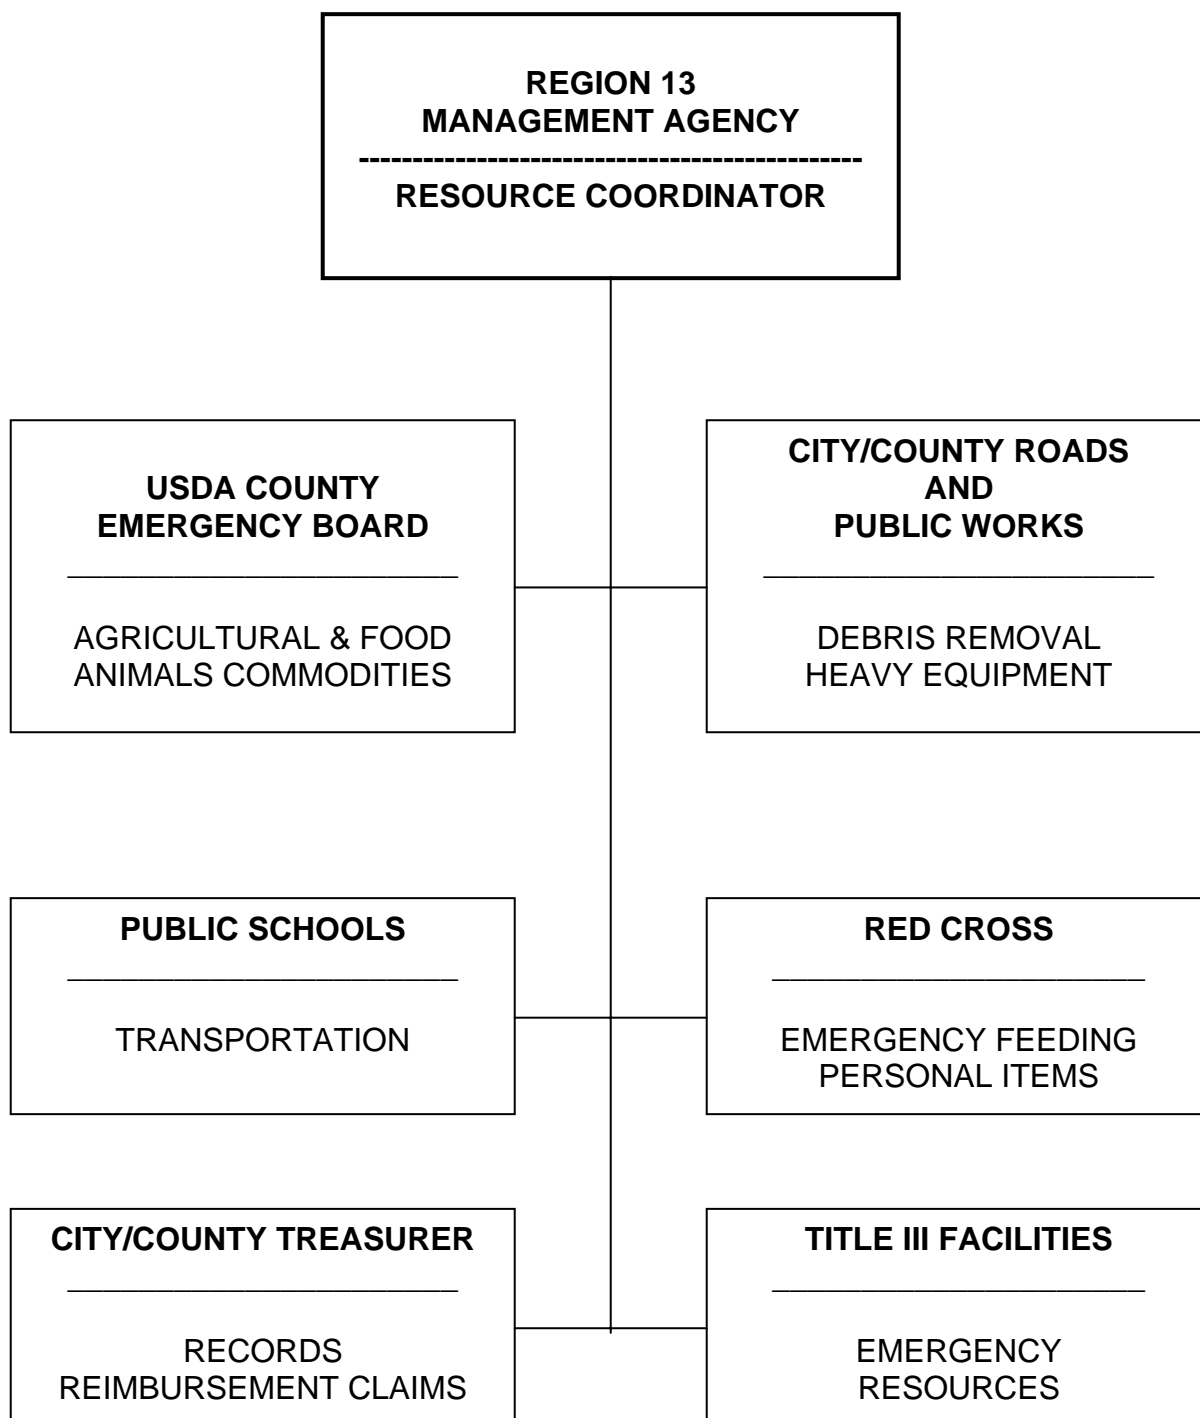 REGION 13
MANAGEMENT AGENCY
-----------------------------------------------
RESOURCE COORDINATOR
USDA COUNTY
EMERGENCY BOARD
AGRICULTURAL & FOOD
ANIMALS COMMODITIES
CITY/COUNTY ROADS
AND
PUBLIC WORKS
DEBRIS REMOVAL
HEAVY EQUIPMENT
PUBLIC SCHOOLS
TRANSPORTATION
RED CROSS
EMERGENCY FEEDING
PERSONAL ITEMS
CITY/COUNTY TREASURER
RECORDS
REIMBURSEMENT CLAIMS
TITLE III FACILITIES
EMERGENCY
RESOURCES